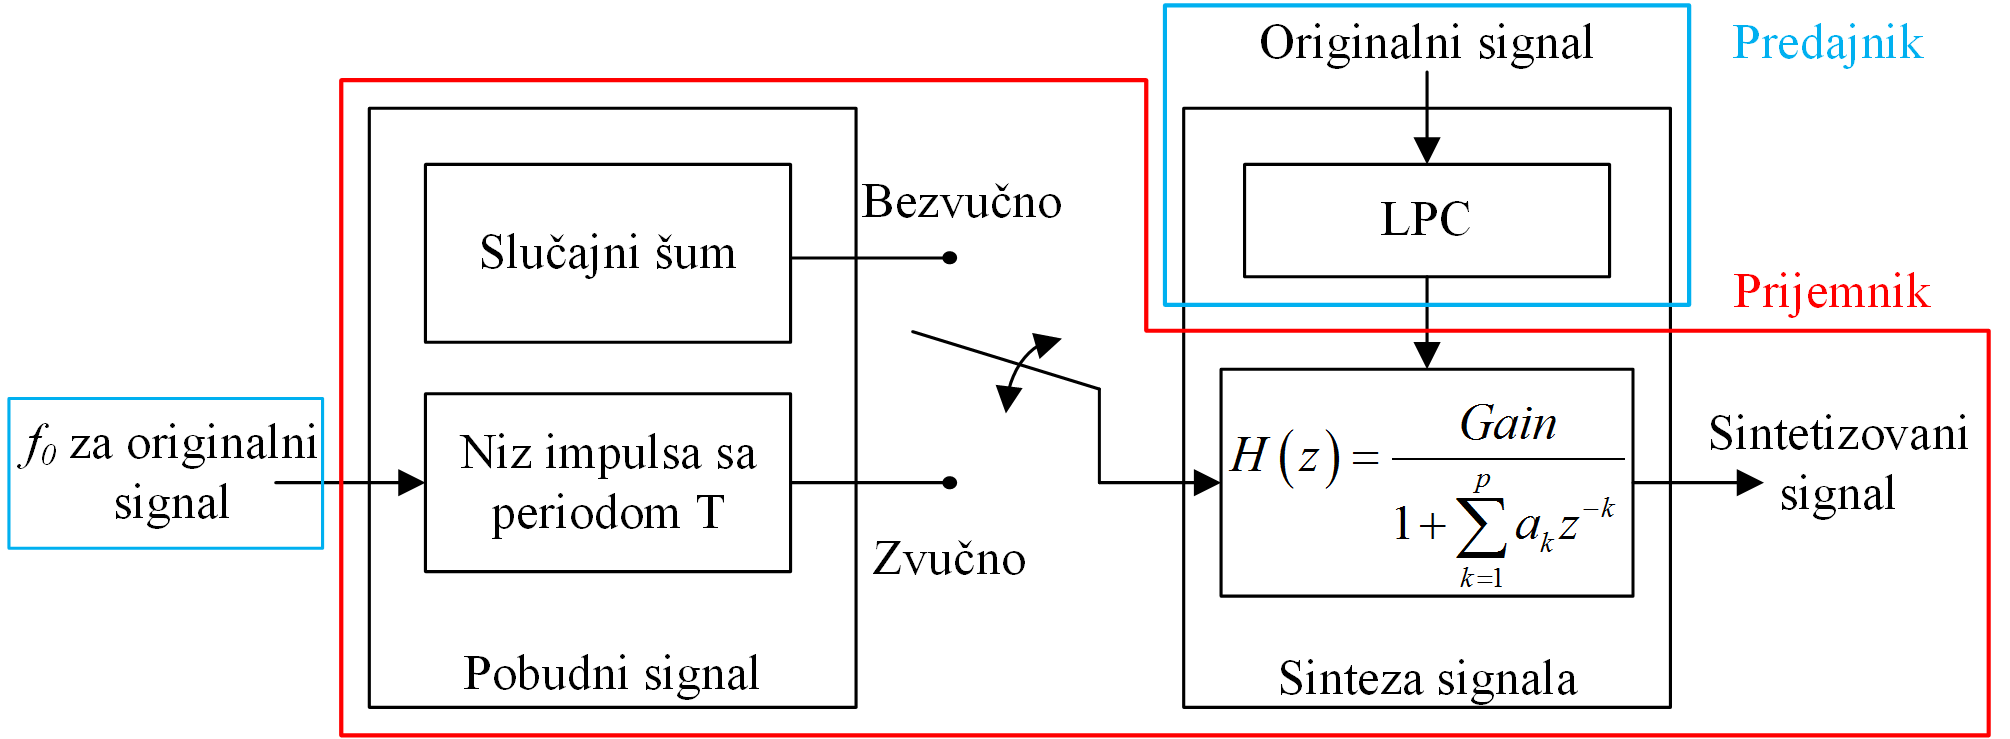 Originalni signal
Predajnik
LPC
Bezvučno
Slučajni šum
Prijemnik
f0 za originalni
signal
Niz impulsa sa
periodom T
Zvučno
H(z) = Gain / 1 + p ∑ k=1 a_k z^-k
Sintetizovani
signal
Pobudni signal
Sinteza signala